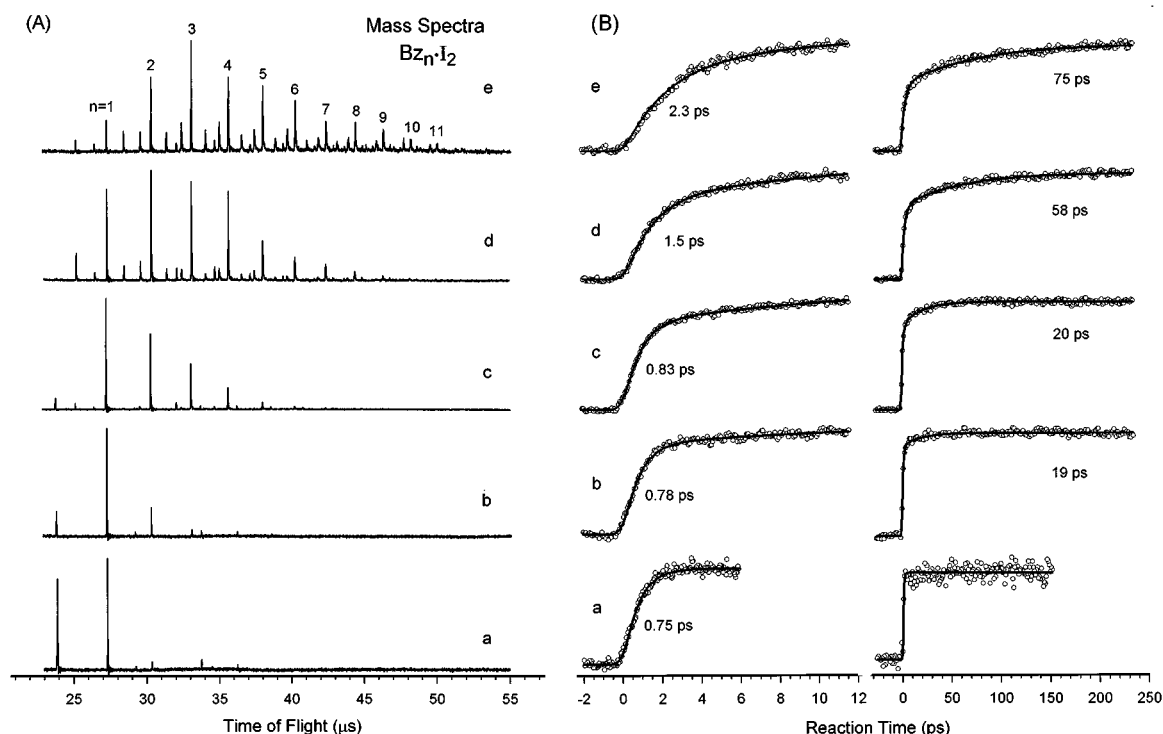 (A)
Mass Spectra
Bzₙ·I₂
n=1 2 3 4 5 6 7 8 9 10 11
e
d
c
b
a
25 30 35 40 45 50 55
Time of Flight (μs)
(B)
e
2.3 ps
75 ps
d
1.5 ps
58 ps
c
0.83 ps
20 ps
b
0.78 ps
19 ps
a
0.75 ps
-2 0 2 4 6 8 10 12
0 50 100 150 200 250
Reaction Time (ps)